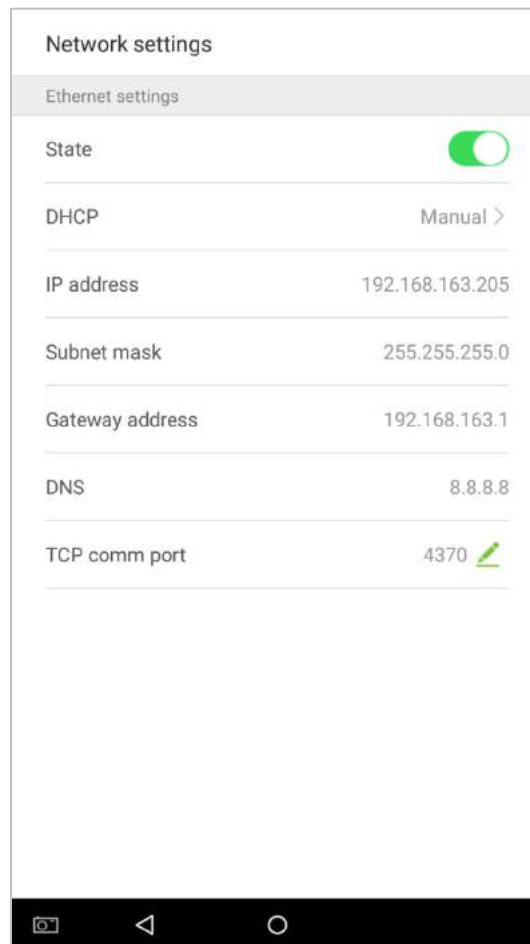 Network settings
Ethernet settings
State
DHCP Manual
IP address 192.168.163.205
Subnet mask 255.255.255.0
Gateway address 192.168.163.1
DNS 8.8.8.8
TCP comm port 4370